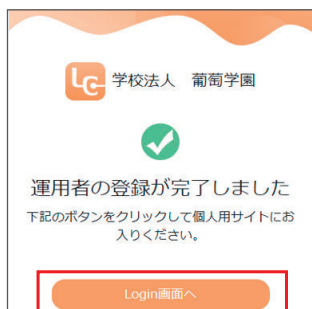 LC 学校法人　葡萄学園
運用者の登録が完了しました
下記のボタンをクリックして個人用サイトにお
入りください。
Login画面へ